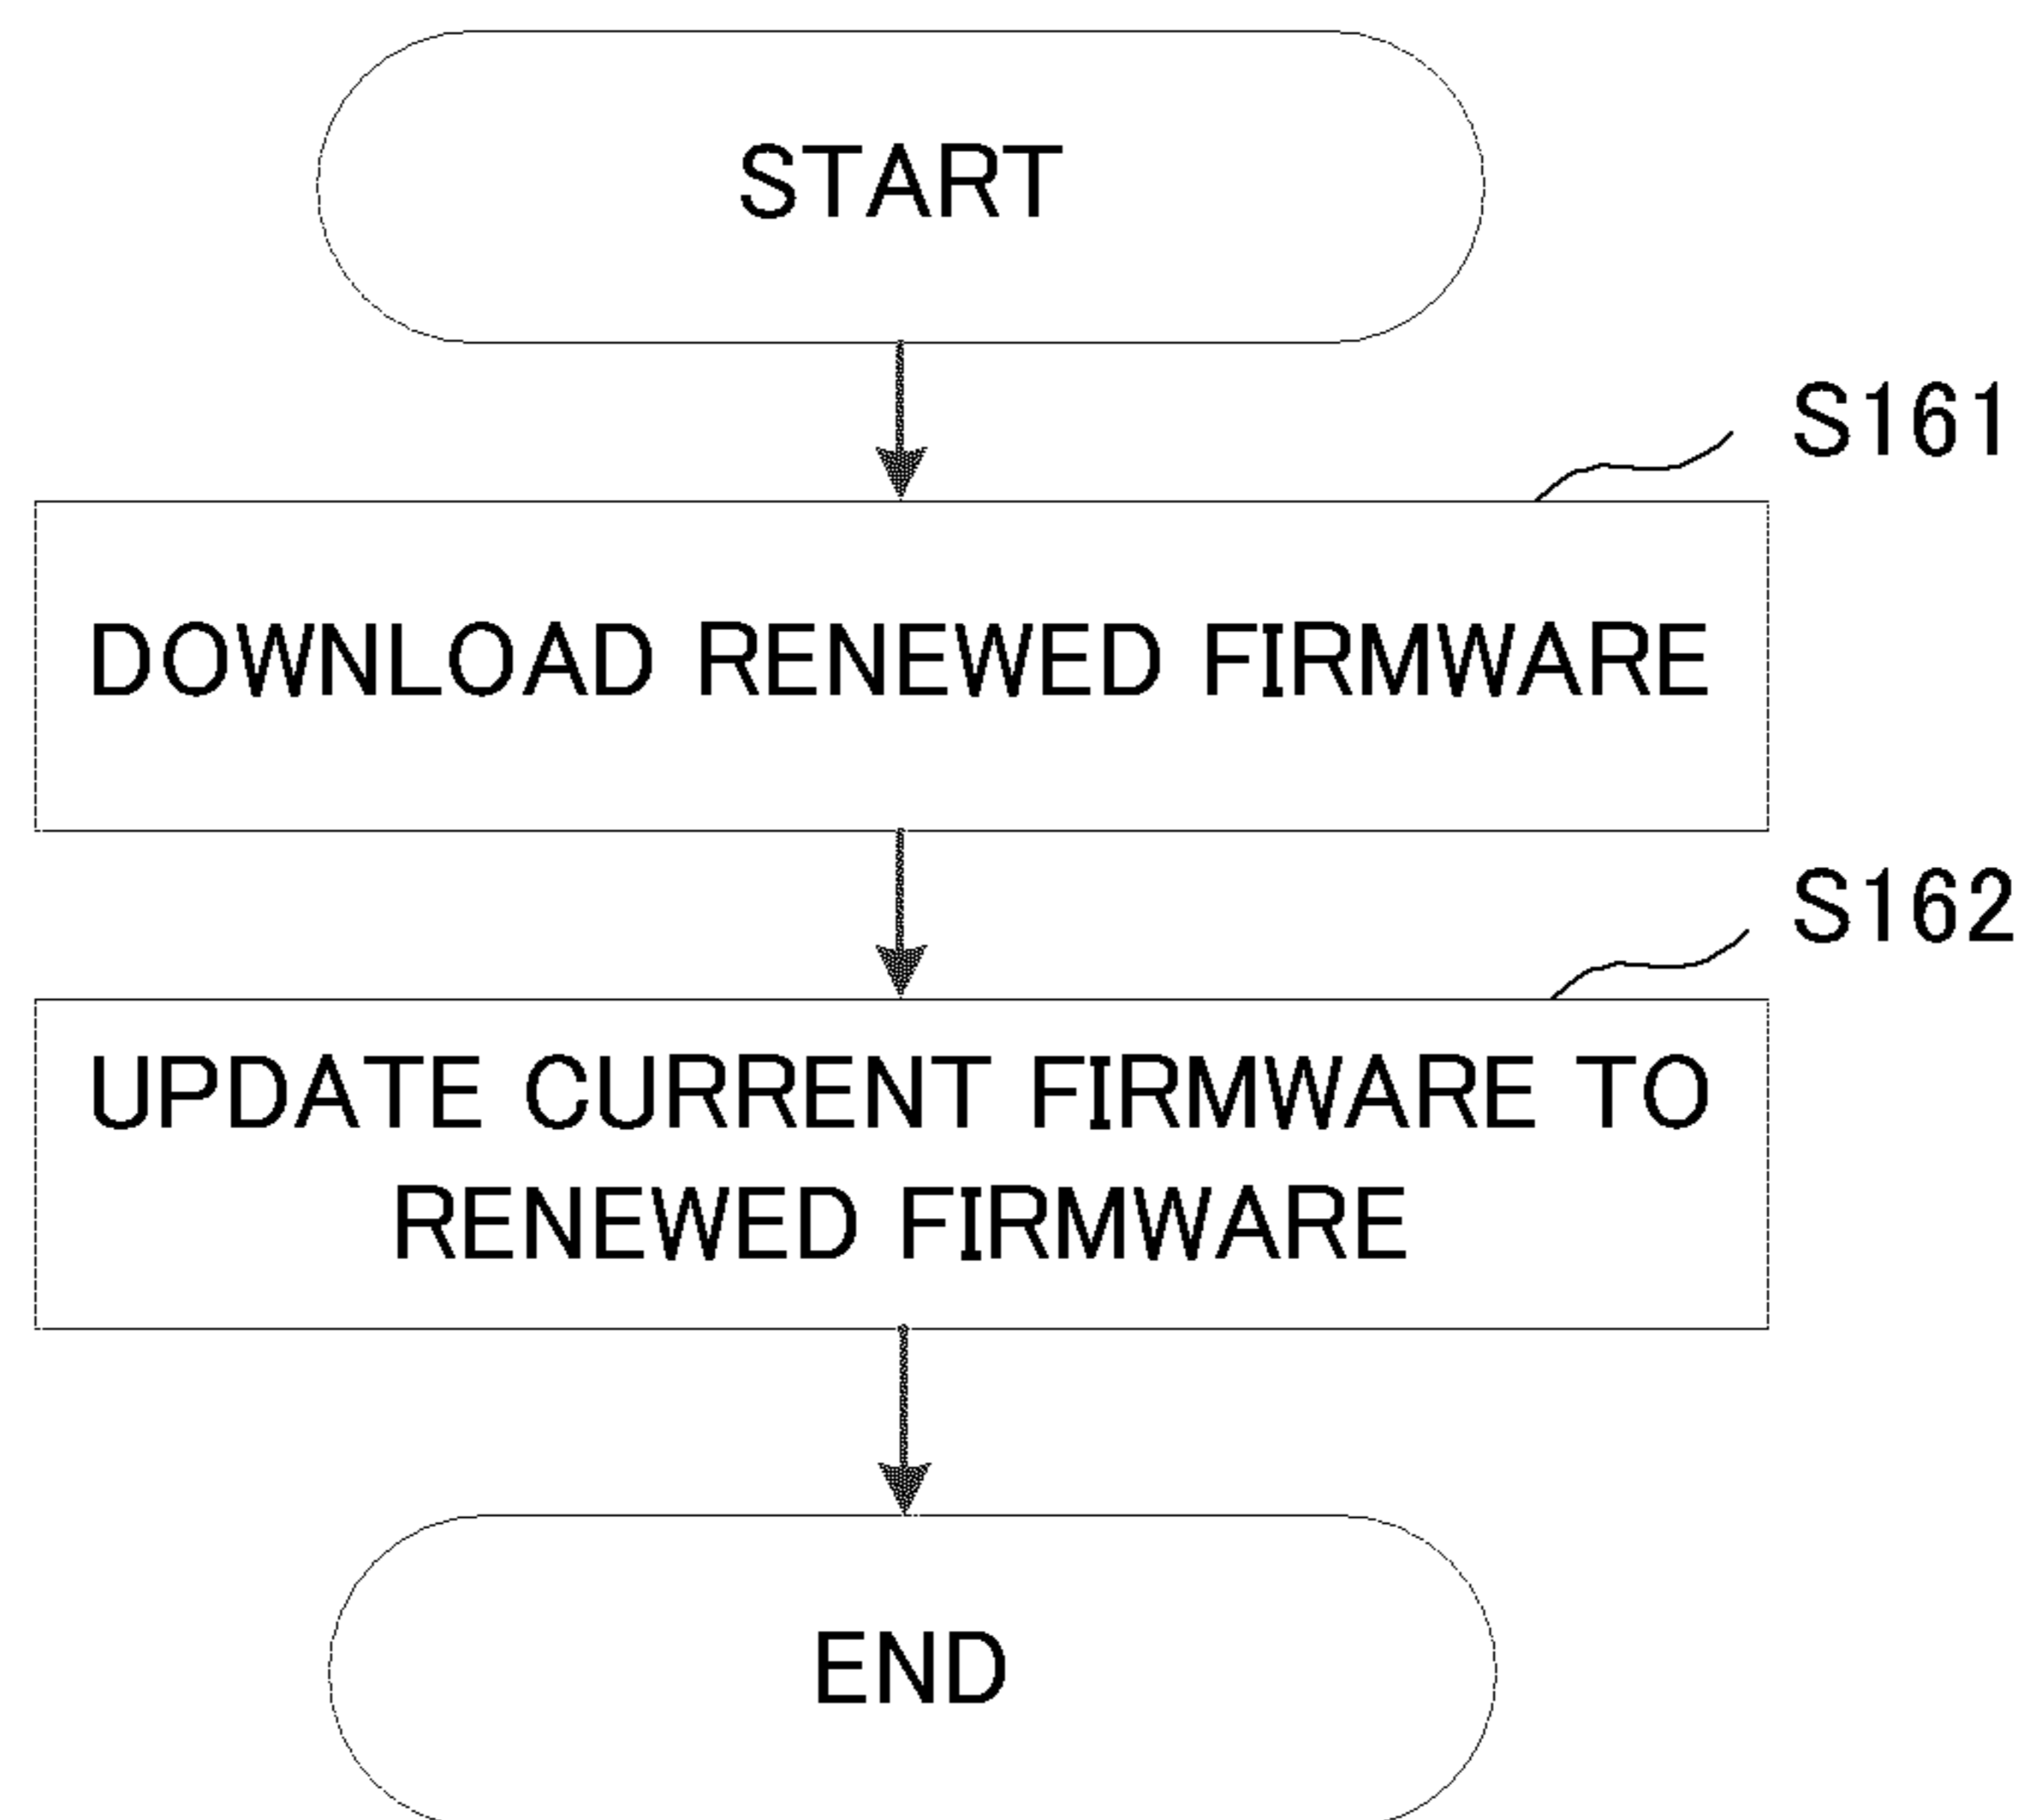 START
S161
DOWNLOAD RENEWED FIRMWARE
S162
UPDATE CURRENT FIRMWARE TO
RENEWED FIRMWARE
END